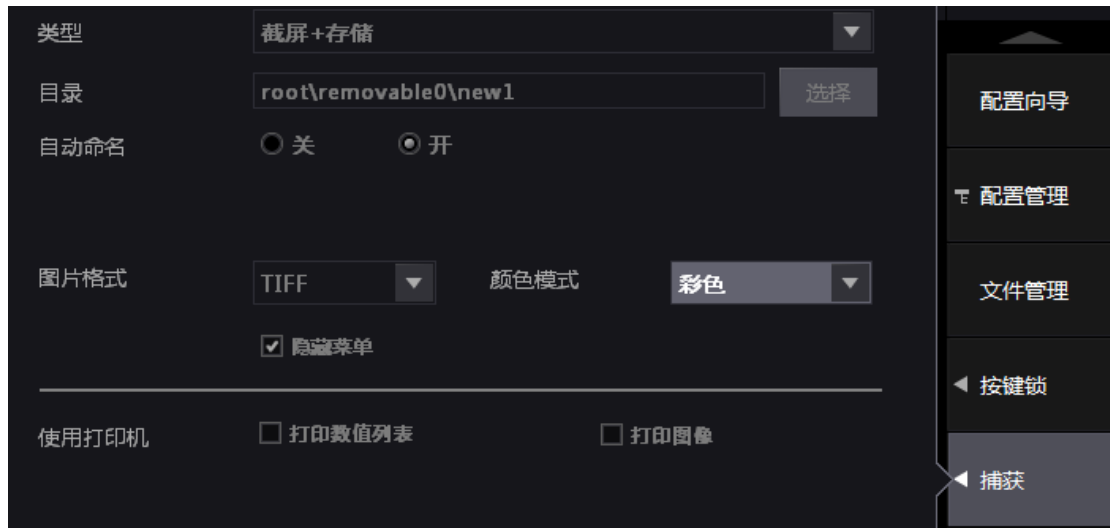 类型 截屏+存储
目录 root\removable0\new1 选择
自动命名 关 开
图片格式 TIFF 颜色模式 彩色
隐藏菜单
使用打印机 打印数值列表 打印图像
配置向导
E 配置管理
文件管理
按键锁
捕获